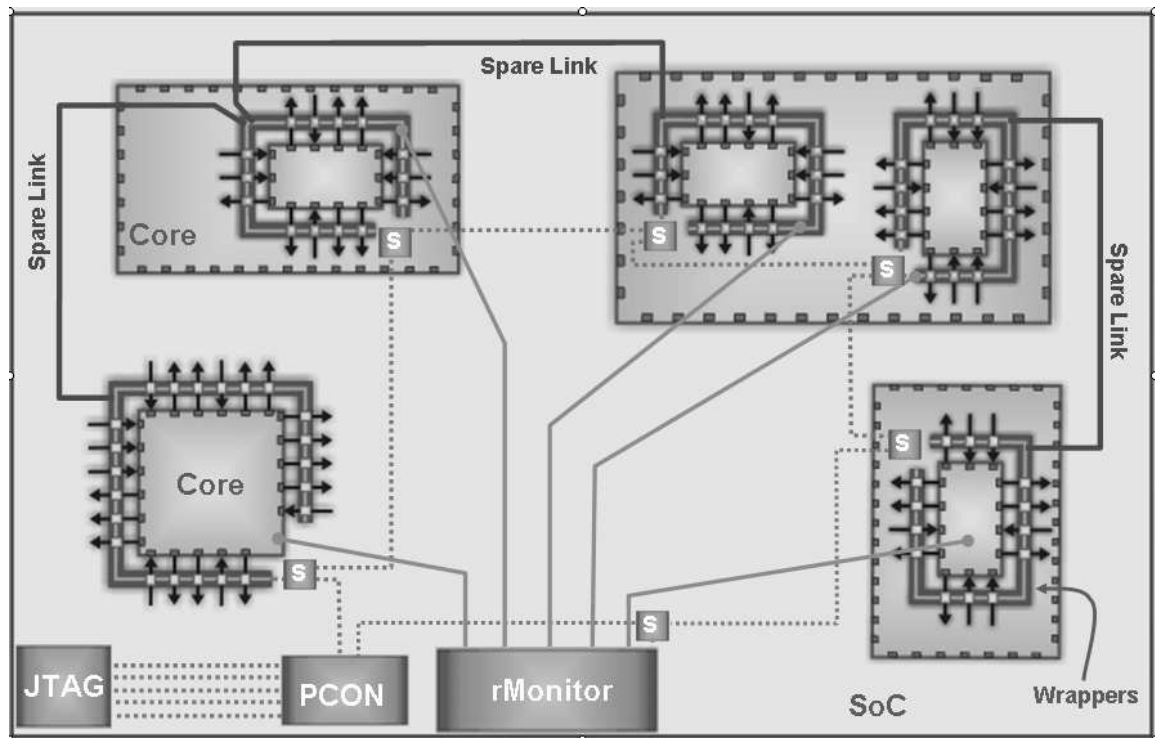 Spare Link
Spare Link
Core
S
S
S
Spare Link
Core
S
S
S
JTAG
PCON
rMonitor
SoC
Wrappers